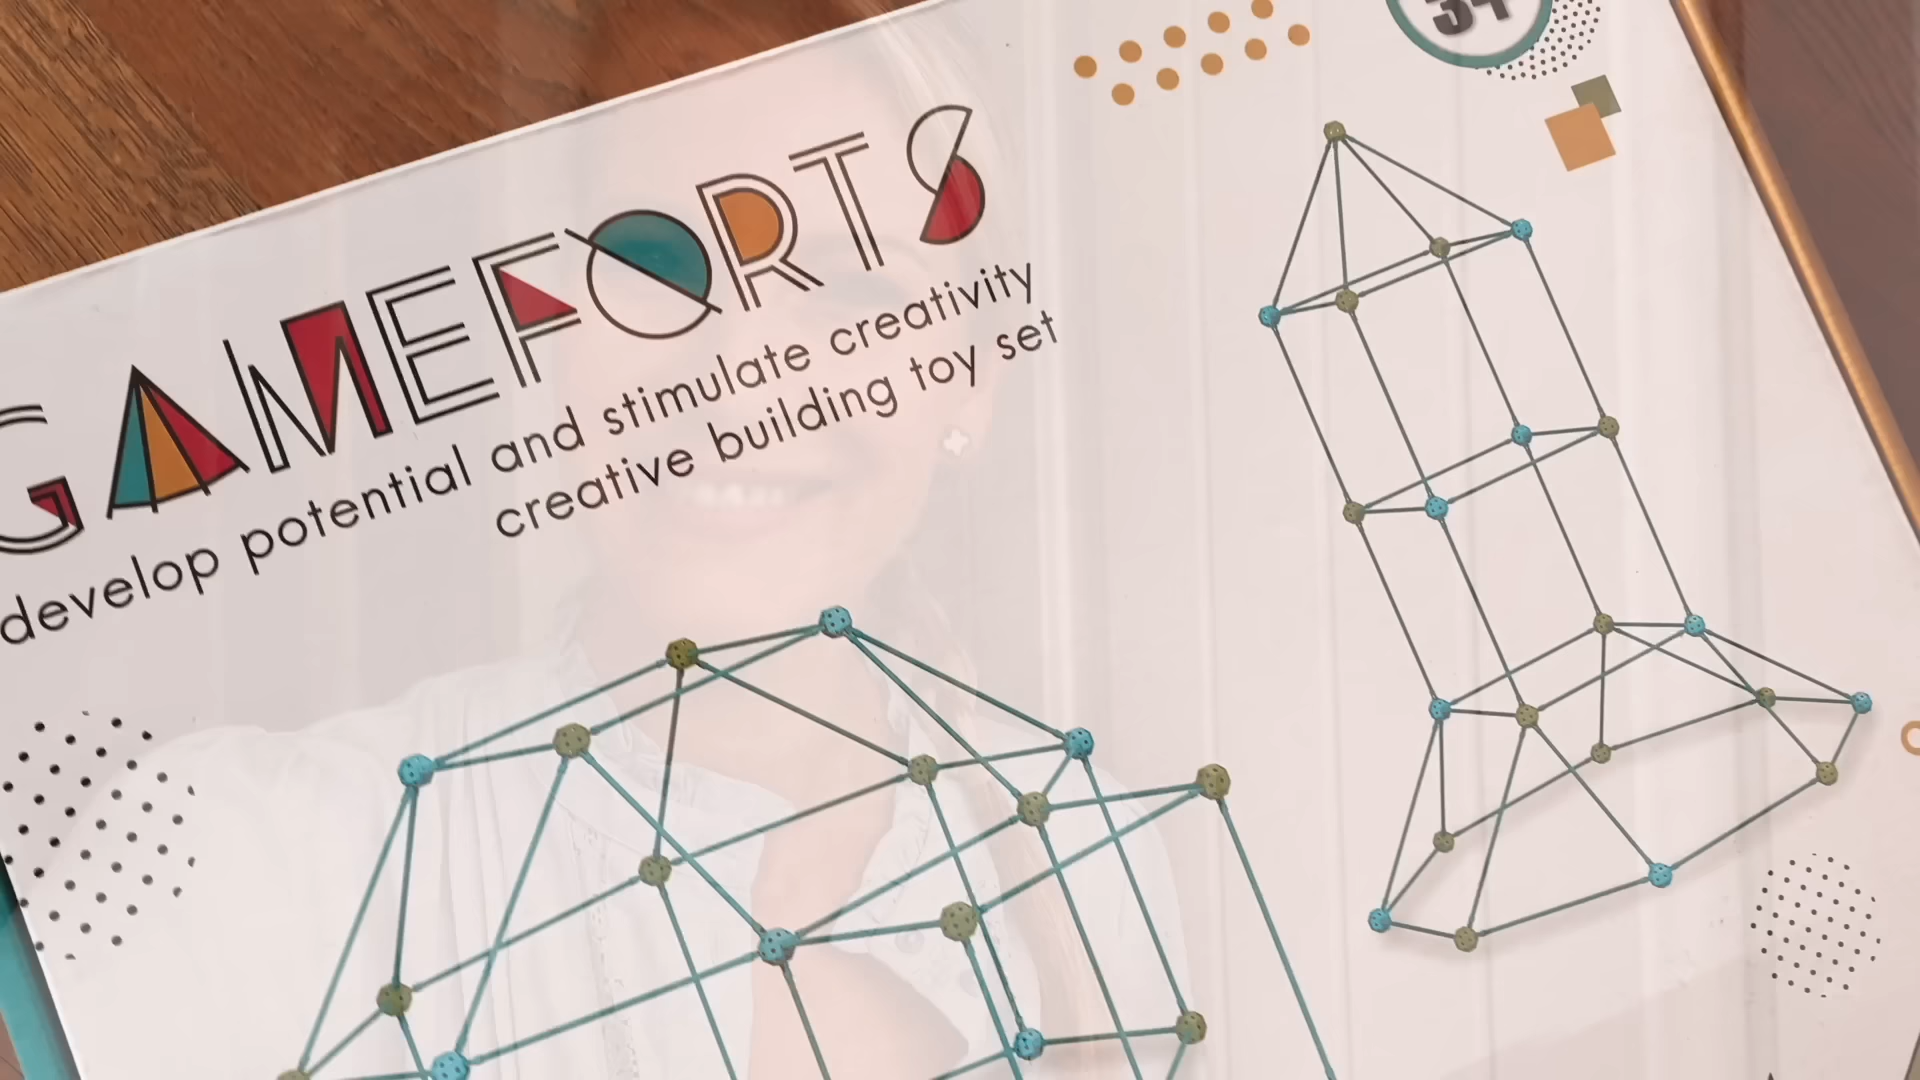 GAMEFORTS
develop potential and stimulate creativity
creative building toy set